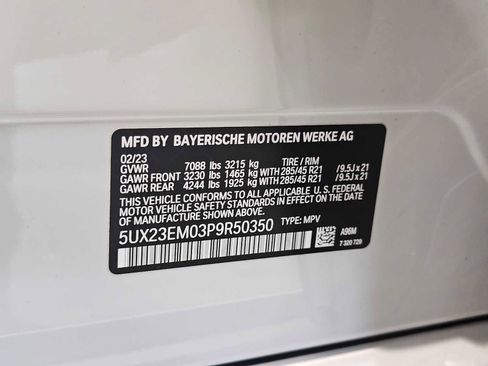 MFD BY BAYERISCHE MOTOREN WERKE AG
02/23
GVWR 7088 lbs 3215 kg TIRE / RIM
GAWR FRONT 3230 lbs 1465 kg WITH 285/45 R21 / 9.5J x 21
GAWR REAR 4244 lbs 1925 kg WITH 285/45 R21 / 9.5J x 21
THIS VEHICLE CONFORMS TO ALL APPLICABLE U. S. FEDERAL
MOTOR VEHICLE SAFETY STANDARDS IN EFFECT ON THE DATE
OF MANUFACTURE SHOWN ABOVE.
5UX23EM03P9R50350 TYPE: MPV
A96M
7 320 729